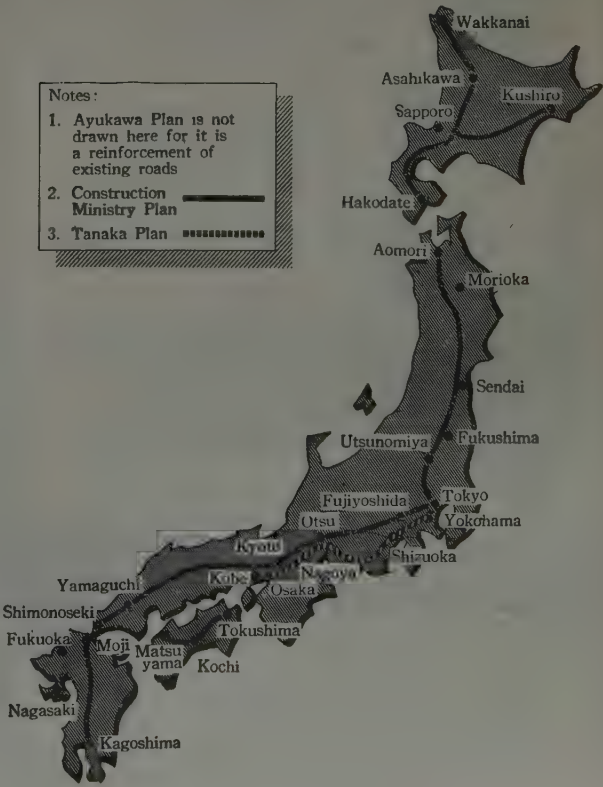 Notes:
1. Ayukawa Plan is not
drawn here for it is
a reinforcement of
existing roads
2. Construction
Ministry Plan
3. Tanaka Plan
Wakkanai
Asahikawa
Kushiro
Sapporo
Hakodate
Aomori
Morioka
Sendai
Fukushima
Utsunomiya
Fujiyoshida
Tokyo
Otsu
Yokohama
Kyoto
Shizuoka
Kobe
Nagoya
Osaka
Yamaguchi
Shimonoseki
Fukuoka
Moji
Matsu
yama
Tokushima
Kochi
Nagasaki
Kagoshima